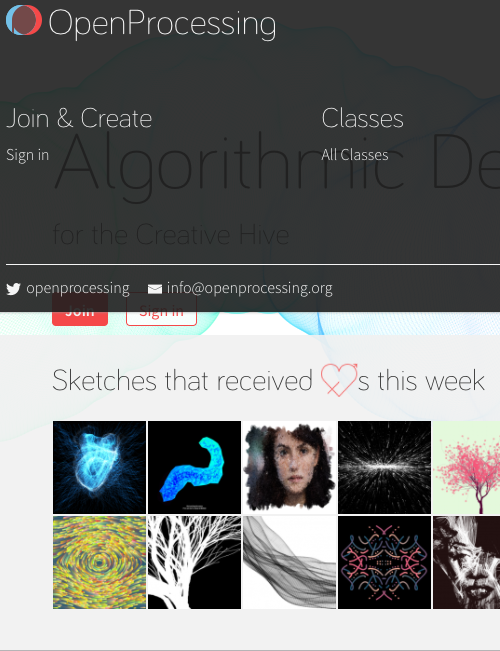 OpenProcessing
Join & Create
Classes
Sign in
All Classes
Algorithmic De
for the Creative Hive
openprocessing
info@openprocessing.org
Join
Sign in
Sketches that received s this week